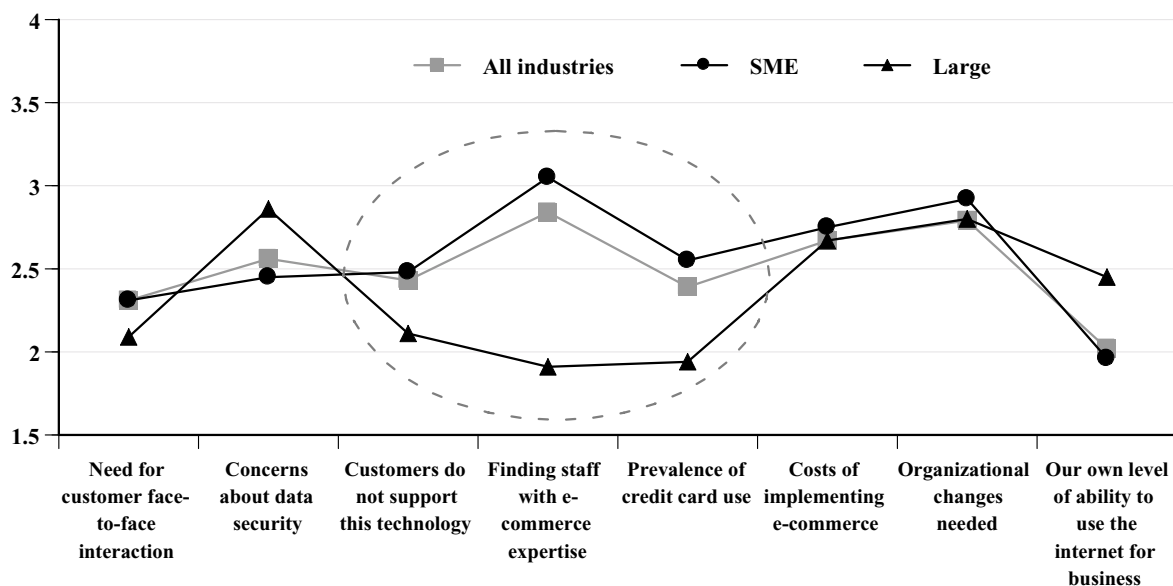 4
All industries SME Large
3.5
3
2.5
2
1.5
Need for
customer face-
to-face
interaction
Concerns
about data
security
Customers do
not support
this technology
Finding staff
with e-
commerce
expertise
Prevalence of
credit card use
Costs of
implementing
e-commerce
Organizational
changes
needed
Our own level
of ability to
use the
internet for
business